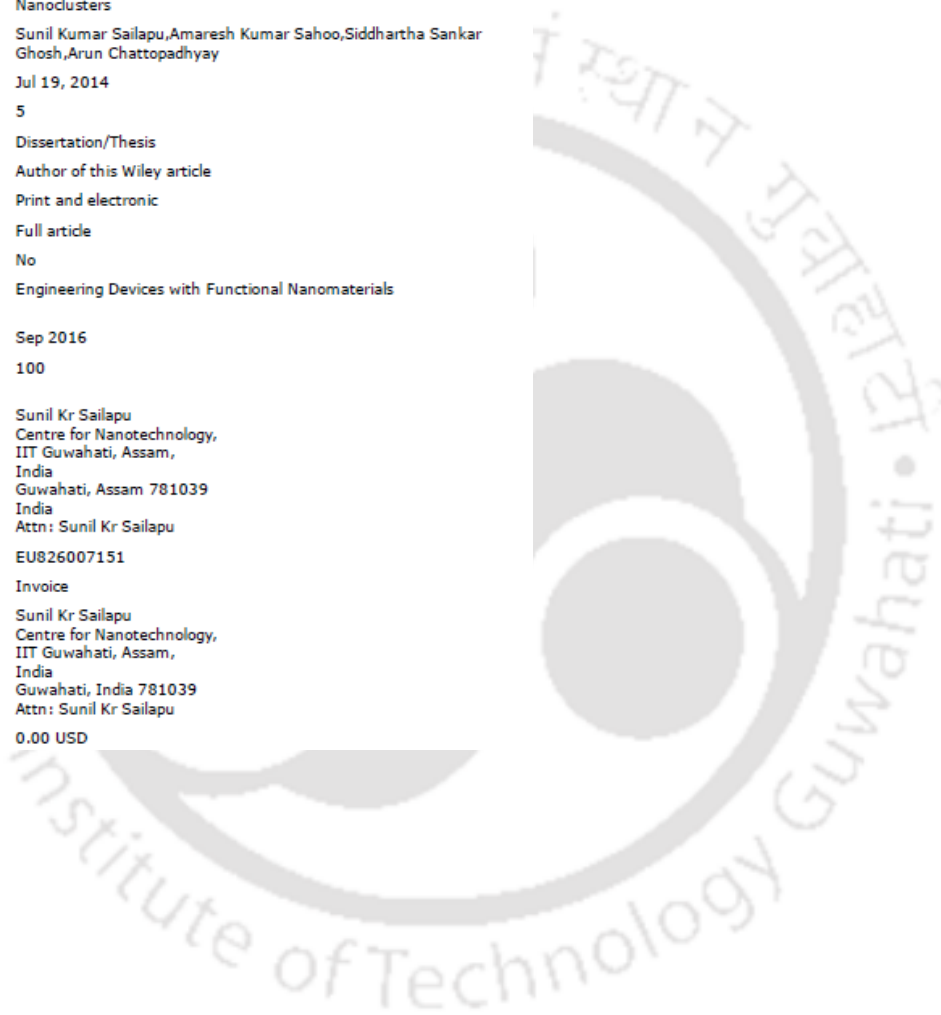 Nanoclusters
Sunil Kumar Sailapu,Amaresh Kumar Sahoo,Siddhartha Sankar
Ghosh,Arun Chattopadhyay
Jul 19, 2014
5
Dissertation/Thesis
Author of this Wiley article
Print and electronic
Full article
No
Engineering Devices with Functional Nanomaterials
Sep 2016
100
Sunil Kr Sailapu
Centre for Nanotechnology,
IIT Guwahati, Assam,
India
Guwahati, Assam 781039
India
Attn: Sunil Kr Sailapu
EU826007151
Invoice
Sunil Kr Sailapu
Centre for Nanotechnology,
IIT Guwahati, Assam,
India
Guwahati, India 781039
Attn: Sunil Kr Sailapu
0.00 USD
nstitute of Technology Guwahati